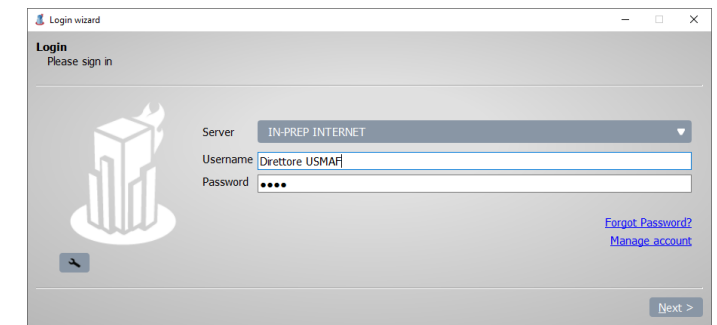 Login wizard
Login
Please sign in
Server IN-PREP INTERNET
Username Direttore USMAF
Password ●●●●
Forgot Password?
Manage account
Next >